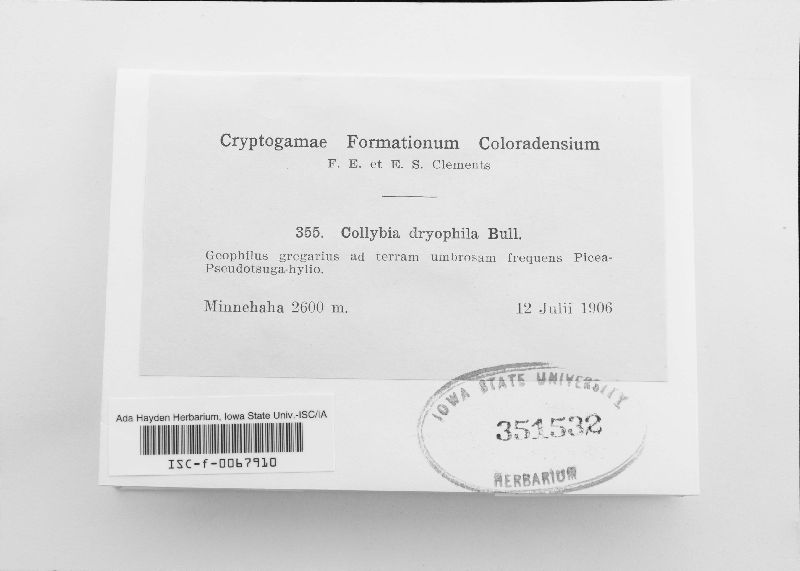 Cryptogamae Formationum Coloradensium
F. E. et E. S. Clements
355. Collybia dryophila Bull.
Geophilus gregarius ad terram umbrosam frequens Picea-
Pseudotsuga-hylio.
Minnehaha 2600 m. 12 Julii 1906
Ada Hayden Herbarium, Iowa State Univ.-ISC/IA
ISC-f-0067910
IOWA STATE UNIVERSITY
351532
HERBARIUM